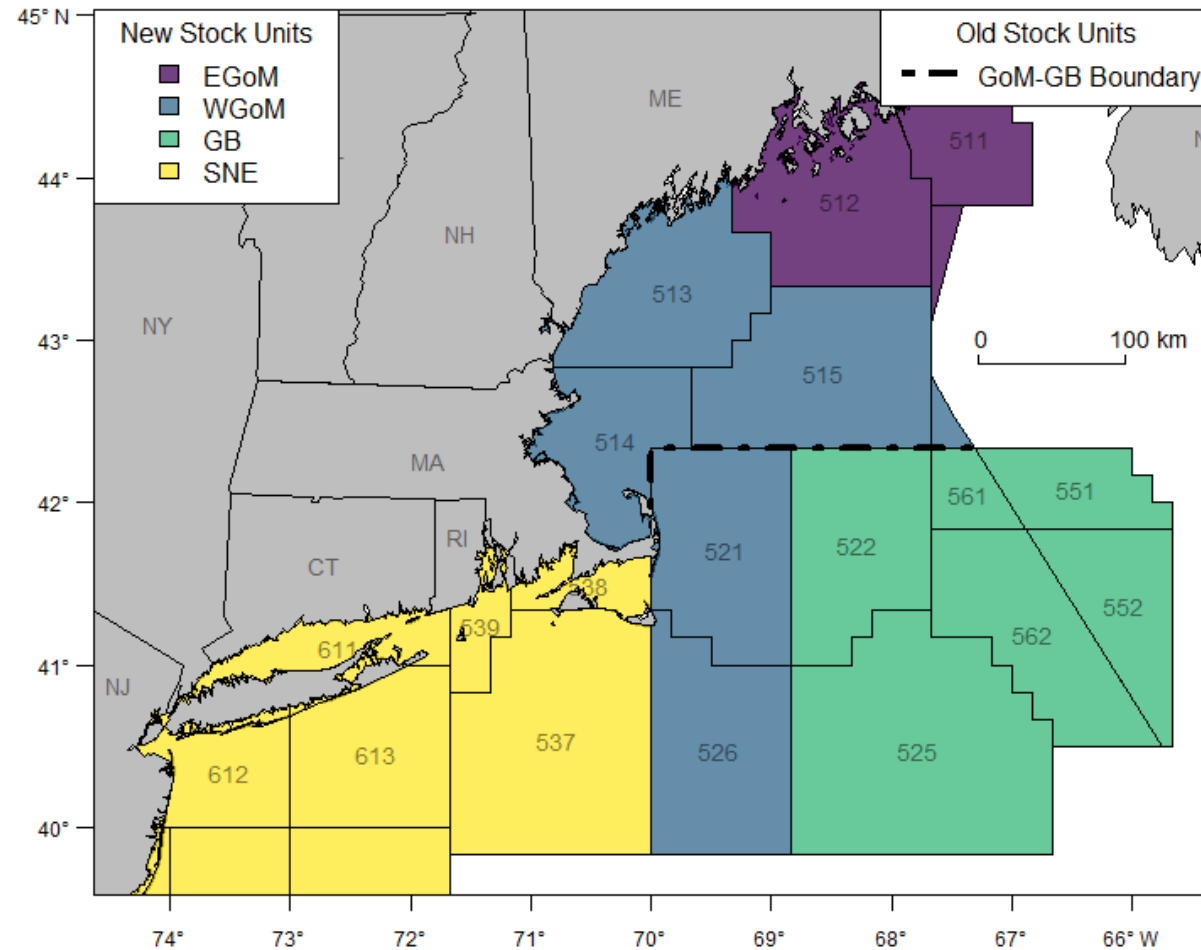 45° N
New Stock Units
EGoM
WGoM
GB
SNE
Old Stock Units
GoM-GB Boundary
ME
N
511
44°
512
NH
513
NY
43°
0 100 km
515
514
MA
42°
561 551
RI
521 522
CT
538
552
539
562
611
41°
NJ
537
613
526 525
612
40°
74° 73° 72° 71° 70° 69° 68° 67° 66° W